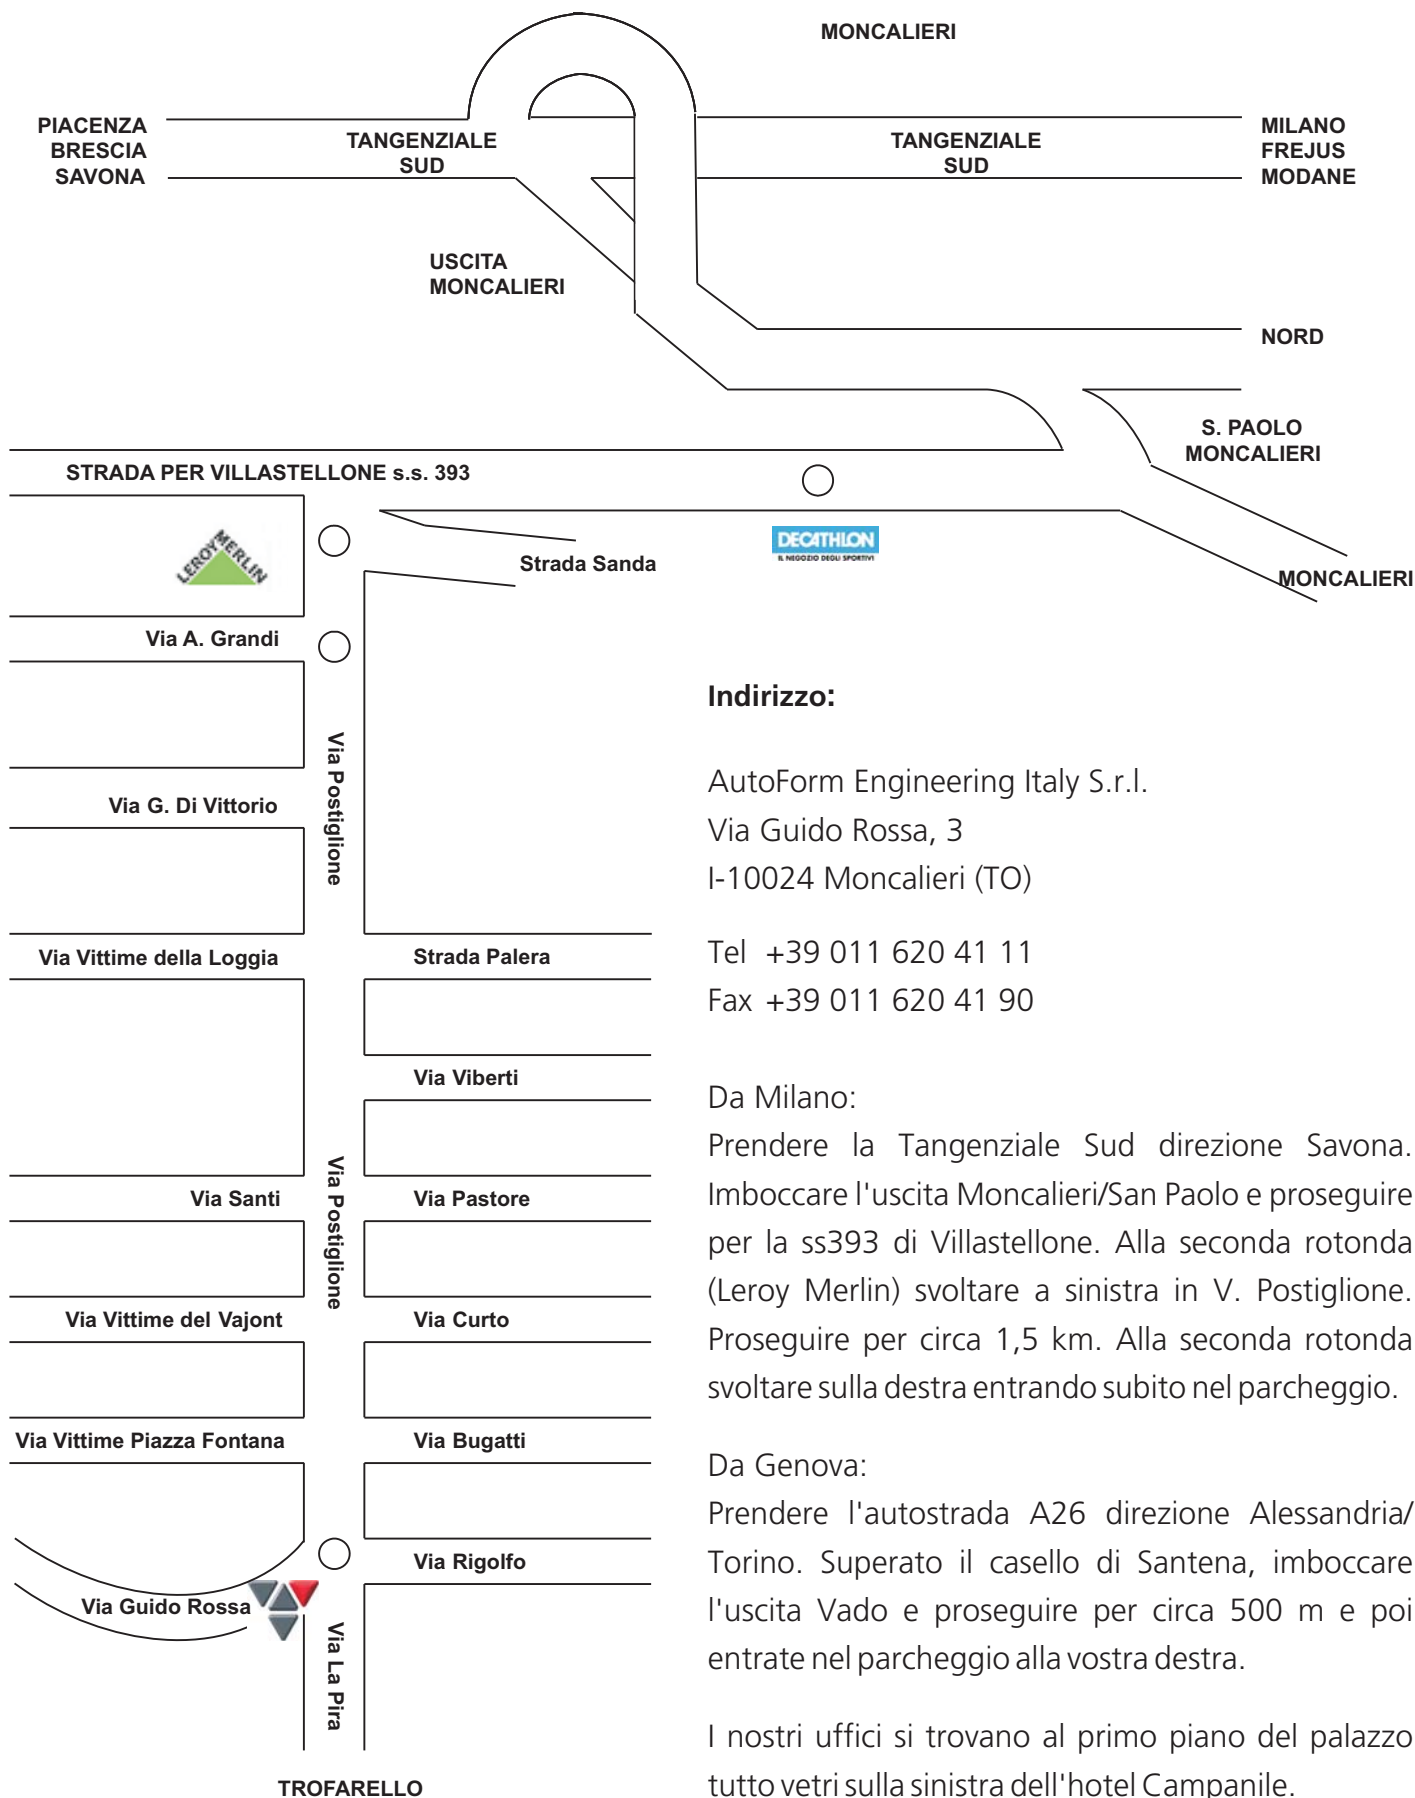 MONCALIERI
PIACENZA
BRESCIA
SAVONA
TANGENZIALE
SUD
TANGENZIALE
SUD
MILANO
FREJUS
MODANE
USCITA
MONCALIERI
NORD
S. PAOLO
MONCALIERI
STRADA PER VILLASTELLONE s.s. 393
LEROY MERLIN
Strada Sanda
DECATHLON
IL NEGOZIO DEGLI SPORTIVI
MONCALIERI
Via A. Grandi
Via Postiglione
Via G. Di Vittorio
Via Vittime della Loggia
Strada Palera
Via Viberti
Via Postiglione
Via Santi
Via Pastore
Via Vittime del Vajont
Via Curto
Via Vittime Piazza Fontana
Via Bugatti
Via Rigolfo
Via Guido Rossa
Via La Pira
TROFARELLO
Indirizzo:
AutoForm Engineering Italy S.r.l.
Via Guido Rossa, 3
I-10024 Moncalieri (TO)
Tel +39 011 620 41 11
Fax +39 011 620 41 90
Da Milano:
Prendere la Tangenziale Sud direzione Savona.
Imboccare l'uscita Moncalieri/San Paolo e proseguire
per la ss393 di Villastellone. Alla seconda rotonda
(Leroy Merlin) svoltare a sinistra in V. Postiglione.
Proseguire per circa 1,5 km. Alla seconda rotonda
svoltare sulla destra entrando subito nel parcheggio.
Da Genova:
Prendere l'autostrada A26 direzione Alessandria/
Torino. Superato il casello di Santena, imboccare
l'uscita Vado e proseguire per circa 500 m e poi
entrate nel parcheggio alla vostra destra.
I nostri uffici si trovano al primo piano del palazzo
tutto vetri sulla sinistra dell'hotel Campanile.